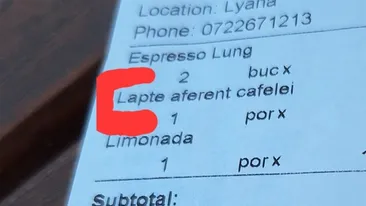 Location: Lyana
Phone: 0722671213
Espresso Lung
2 buc x
Lapte aferent cafelei
1 por x
Limonada
1 por x
Subtotal: